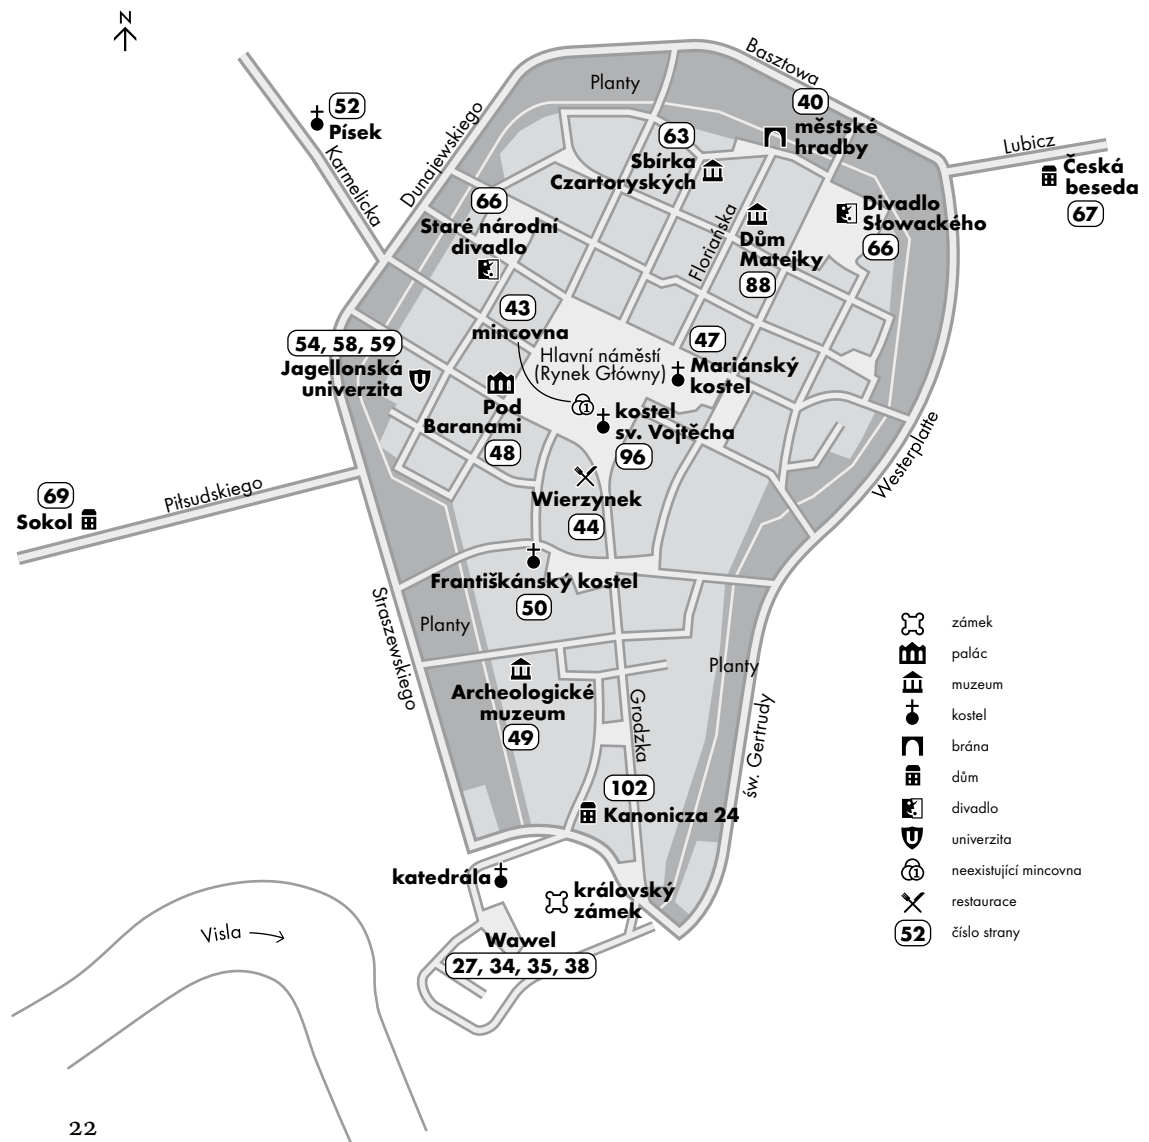 N
Basztowa
Planty
40
městské
hradby
52
Písek
Karmelicka
Dunajewskiego
63
Sbírka
Czartoryských
Lubicz
Česká
beseda
67
66
Staré národní
divadlo
Floriańska
Dům
Matejky
88
Divadlo
Słowackého
66
43
mincovna
54, 58, 59
Jagellonská
univerzita
Hlavní náměstí
(Rynek Główny)
47
Mariánský
kostel
Pod
Baranami
48
kostel
sv. Vojtěcha
96
Westerplatte
69
Sokol
Piłsudskiego
Wierzynek
44
Františkánský kostel
50
Straszewskiego
Planty
Planty
Archeologické
muzeum
49
Grodzka
św. Gertrudy
102
Kanonicza 24
katedrála
královský
zámek
Wawel
27, 34, 35, 38
Visla
zámek
palác
muzeum
kostel
brána
dům
divadlo
univerzita
neexistující mincovna
restaurace
52
číslo strany
22